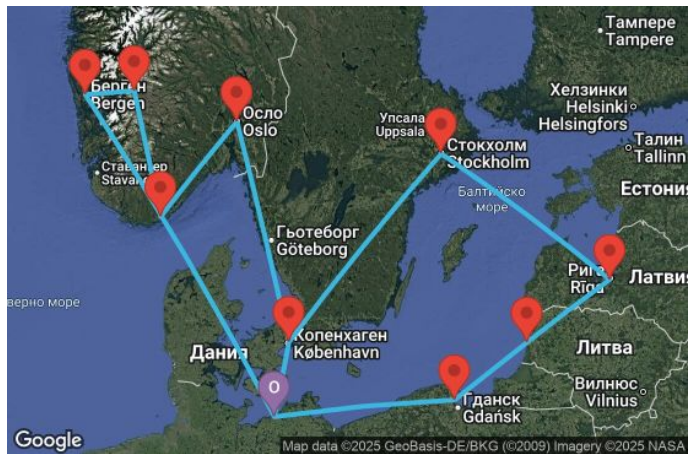 Тампере
Tampere
Берген
Bergen
Осло
Oslo
Упсала
Uppsala
Хелзинки
Helsinki
Helsingfors
Стокхолм
Stockholm
Талин
Tallinn
Ставангер
Stavan
Балтийско
море
Естония
Гьотеборг
Göteborg
Рига
Rīga
Латвия
верно море
Копенхаген
København
Дания
Литва
Вилнюс
Vilnius
O
Гданск
Gdańsk
Google
Map data ©2025 GeoBasis-DE/BKG (©2009) Imagery ©2025 NASA